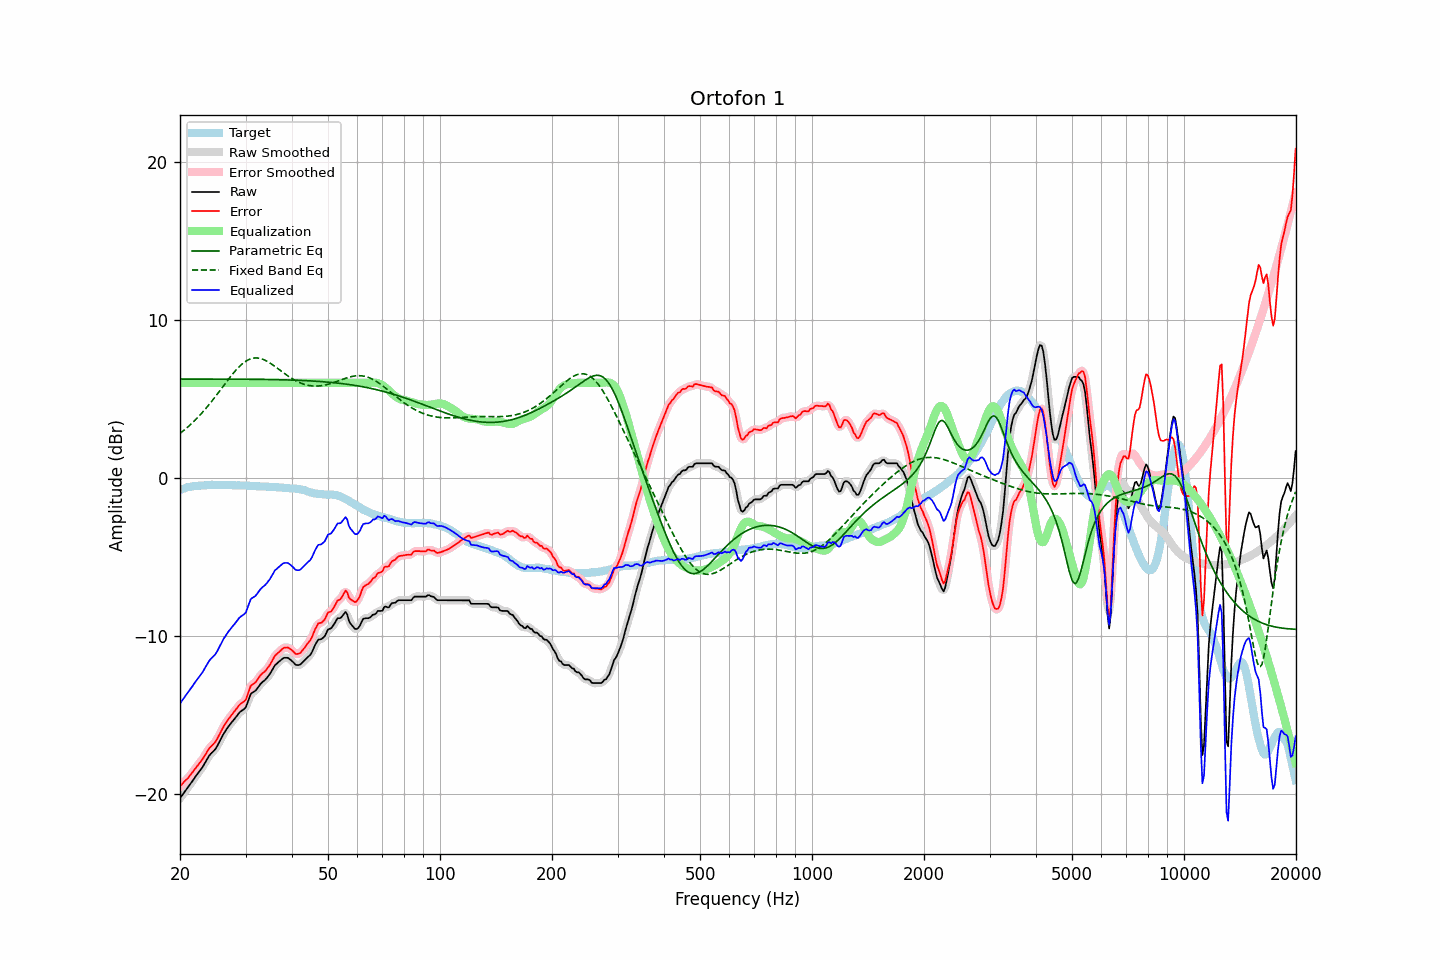 Ortofon 1
Target
Raw Smoothed
Error Smoothed
Raw
Error
Equalization
Parametric Eq
Fixed Band Eq
Equalized
Amplitude (dBr)
20
10
0
−10
−20
20 50 100 200 500 1000 2000 5000 10000 20000
Frequency (Hz)